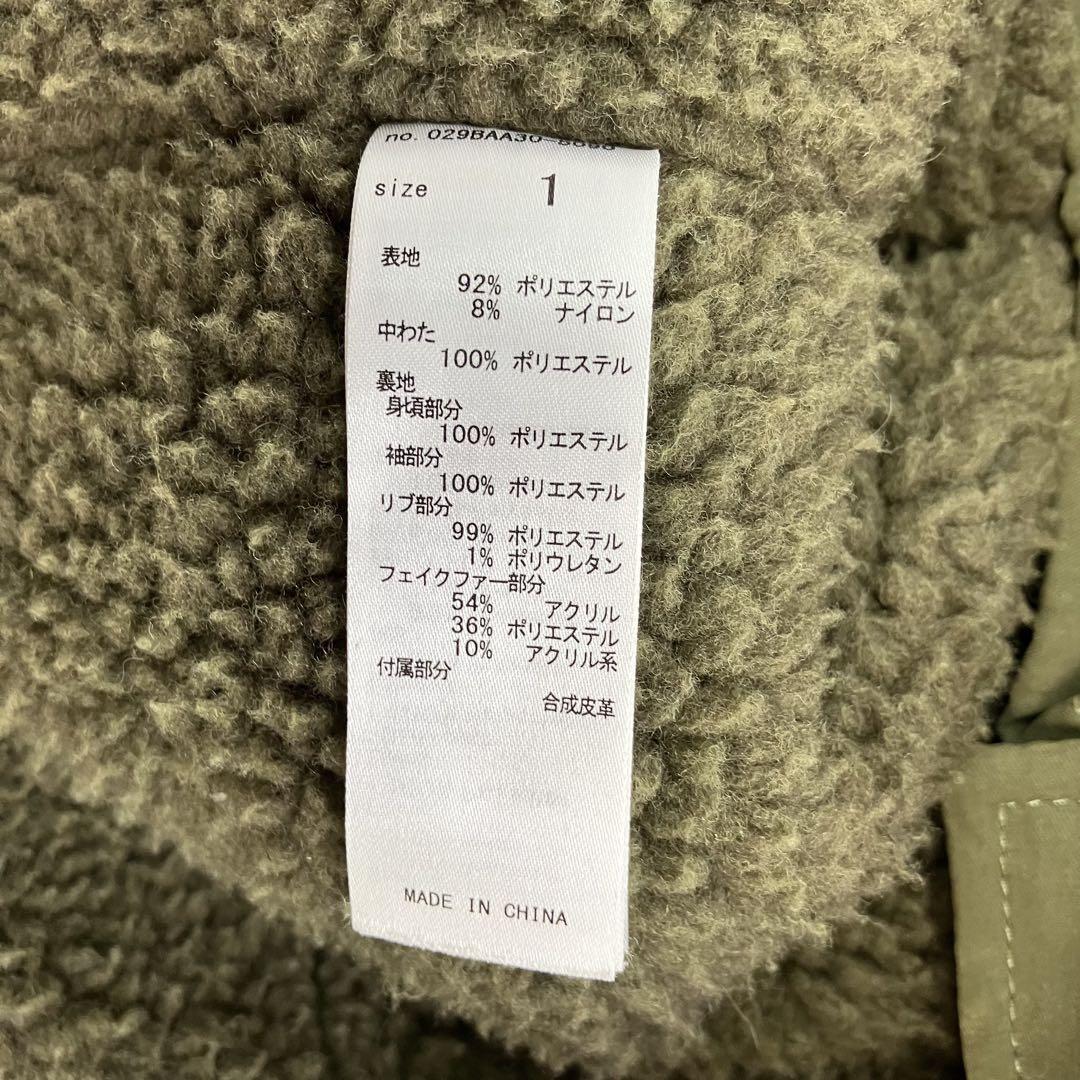 no. 029BAA30-
size 1
表地
92% ポリエステル
8% ナイロン
中わた
100% ポリエステル
裏地
身頃部分
100% ポリエステル
袖部分
100% ポリエステル
リブ部分
99% ポリエステル
1% ポリウレタン
フェイクファー部分
54% アクリル
36% ポリエステル
10% アクリル系
付属部分
合成皮革
MADE IN CHINA